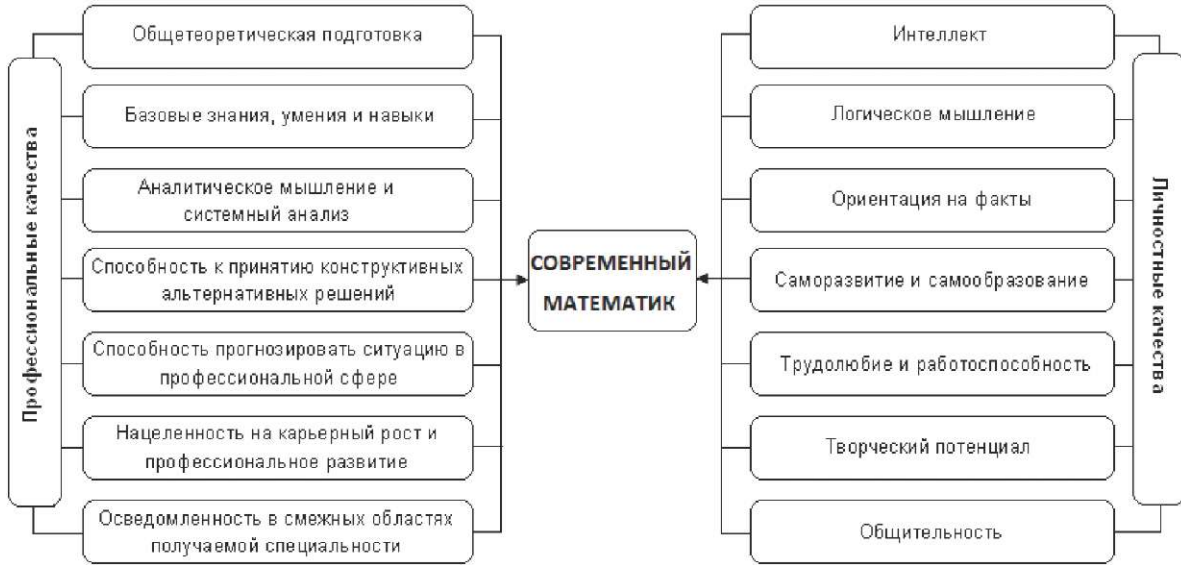 Профессиональные качества
Общетеоретическая подготовка
Базовые знания, умения и навыки
Аналитическое мышление и
системный анализ
Способность к принятию конструктивных
альтернативных решений
Способность прогнозировать ситуацию в
профессиональной сфере
Нацеленность на карьерный рост и
профессиональное развитие
Осведомленность в смежных областях
получаемой специальности
СОВРЕМЕННЫЙ
МАТЕМАТИК
Интеллект
Логическое мышление
Ориентация на факты
Саморазвитие и самообразование
Трудолюбие и работоспособность
Творческий потенциал
Общительность
Личностные качества